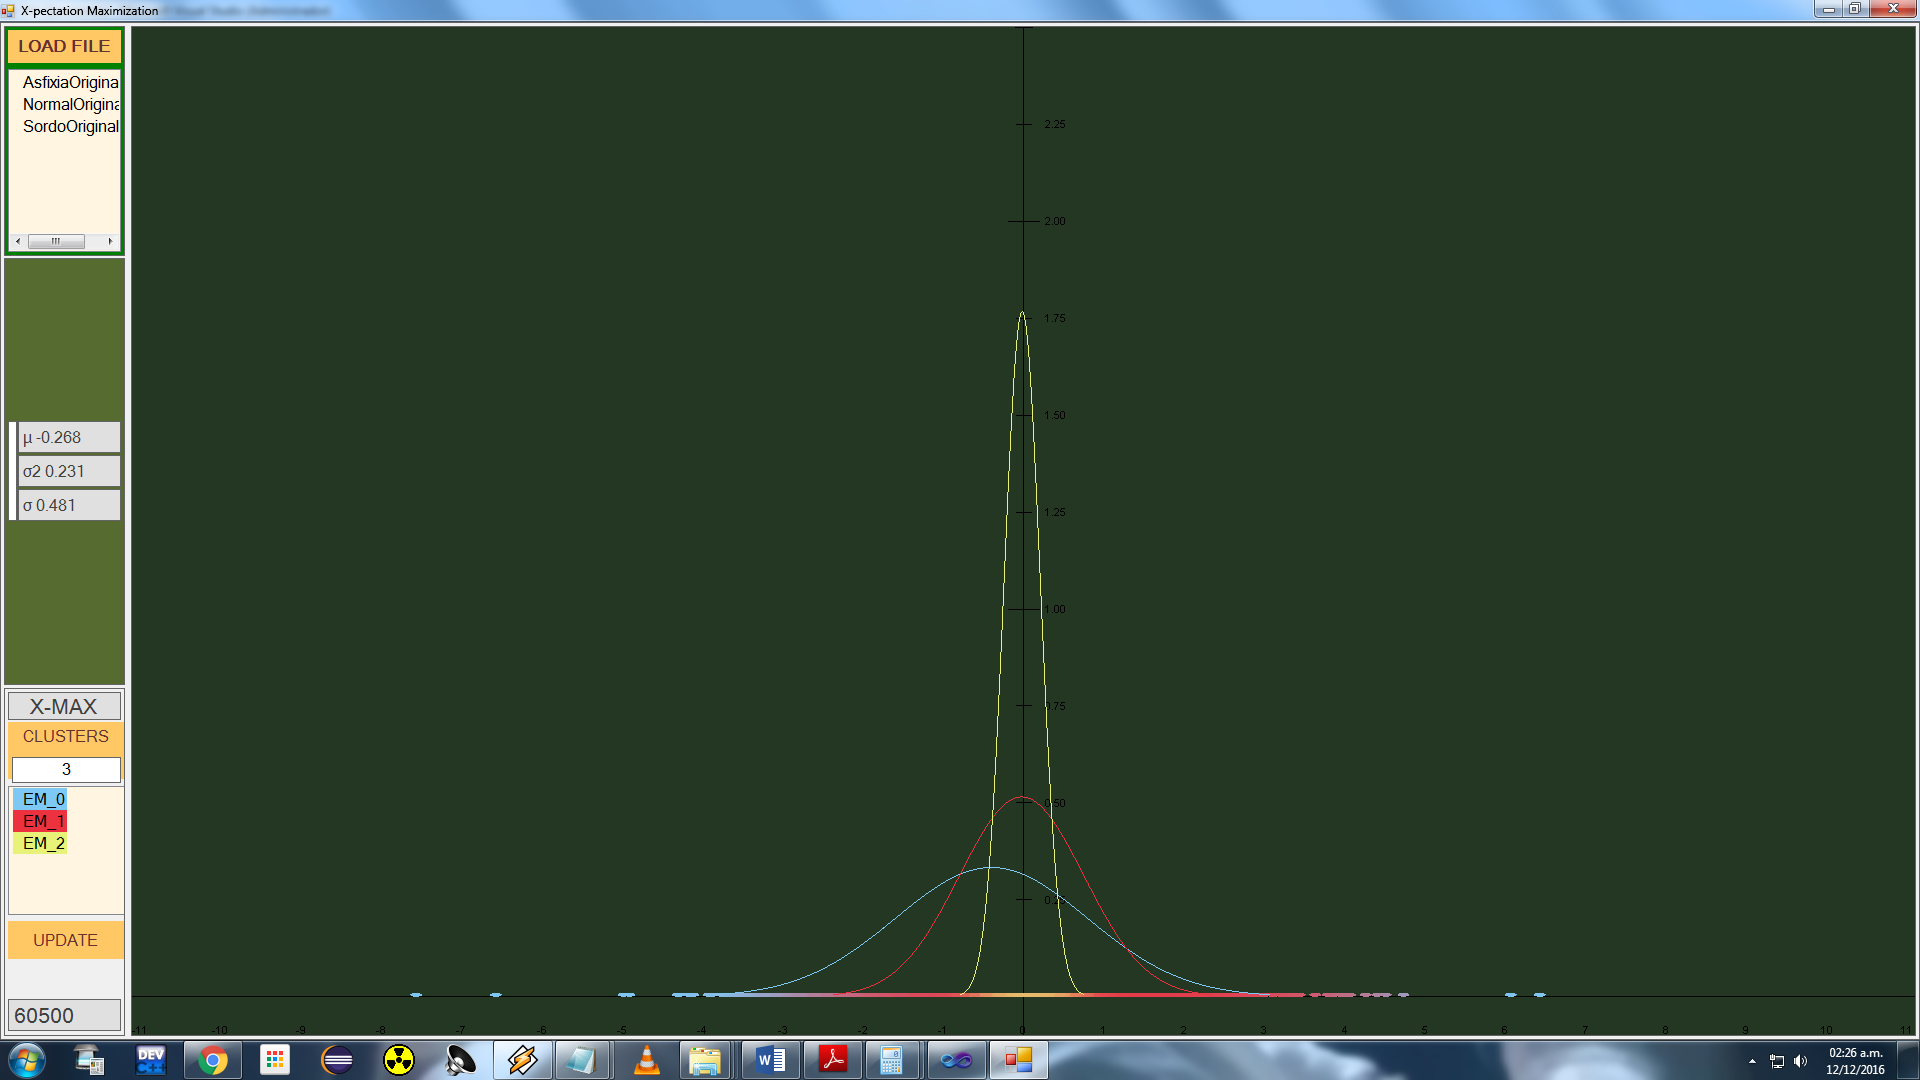 X-pectation Maximization
LOAD FILE
AsfixiaOrigina
NormalOrigina
SordoOriginal
μ -0.268
σ2 0.231
σ 0.481
X-MAX
CLUSTERS
3
EM_0
EM_1
EM_2
UPDATE
60500
2.25
2.00
1.75
1.50
1.25
1.00
0.75
0.50
-11 -10 -9 -8 -7 -6 -5 -4 -3 -2 -1 0 1 2 3 4 5 6 7 8 9 10 11
DEV C++
02:26 a.m.
12/12/2016